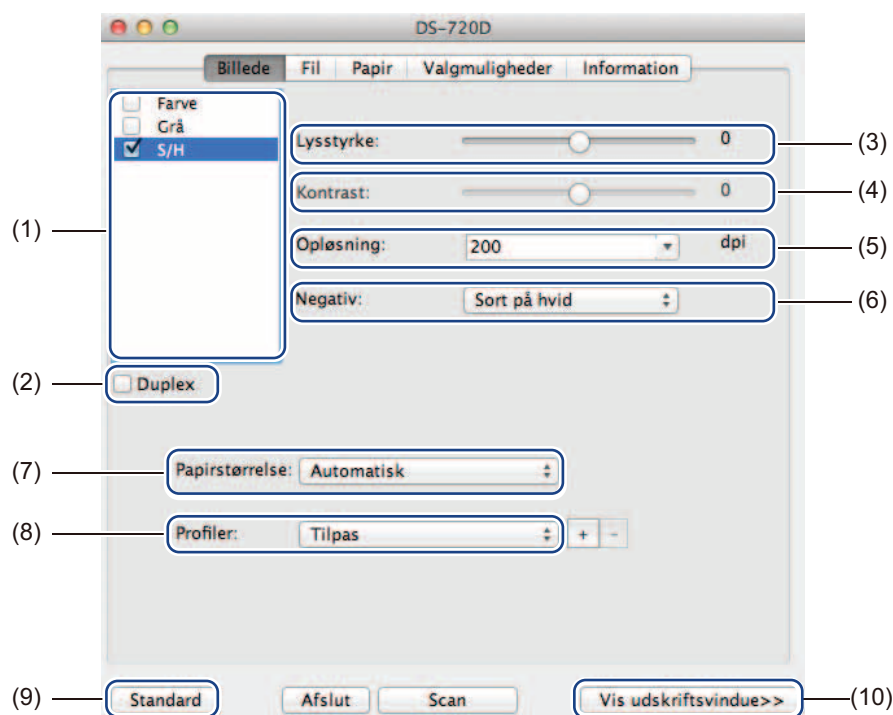 DS-720D
Billede Fil Papir Valgmuligheder Information
Farve
Grå
S/H
Lysstyrke: 0 (3)
Kontrast: 0 (4)
(1)
Opløsning: 200 dpi (5)
Negativ: Sort på hvid (6)
(2) Duplex
(7) Papirstørrelse: Automatisk
(8) Profiler: Tilpas + -
(9) Standard Afslut Scan Vis udskriftsvindue>> (10)